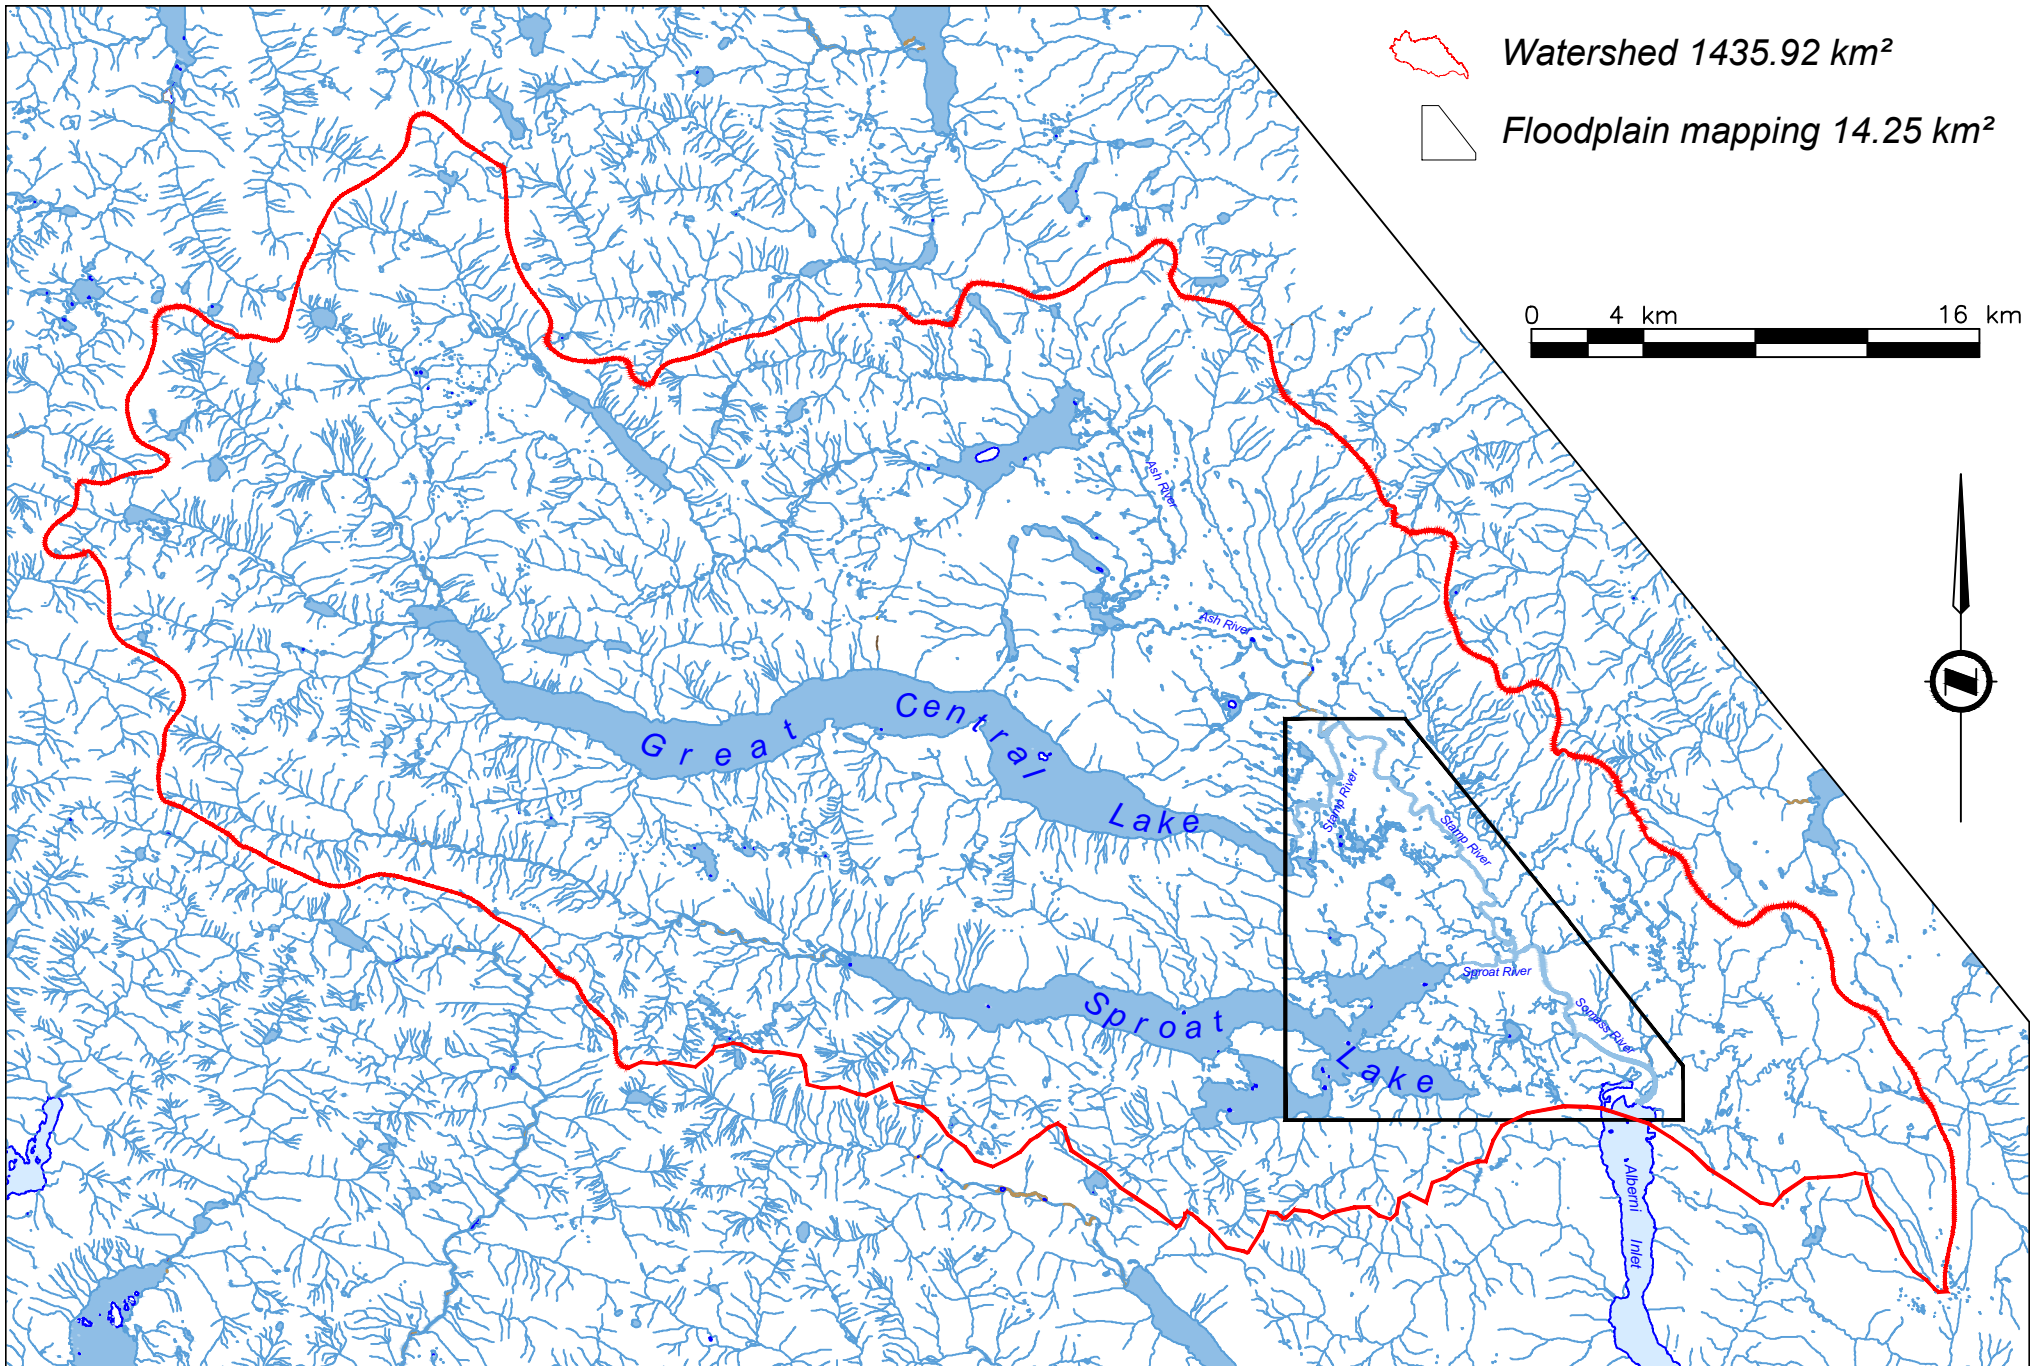 Watershed 1435.92 km²
Floodplain mapping 14.25 km²
0 4 km 16 km
Ash River
Ash River
Great Central Lake
Stamp River
Stamp River
Sproat River
Somass River
Sproat Lake
Alberni Inlet
N